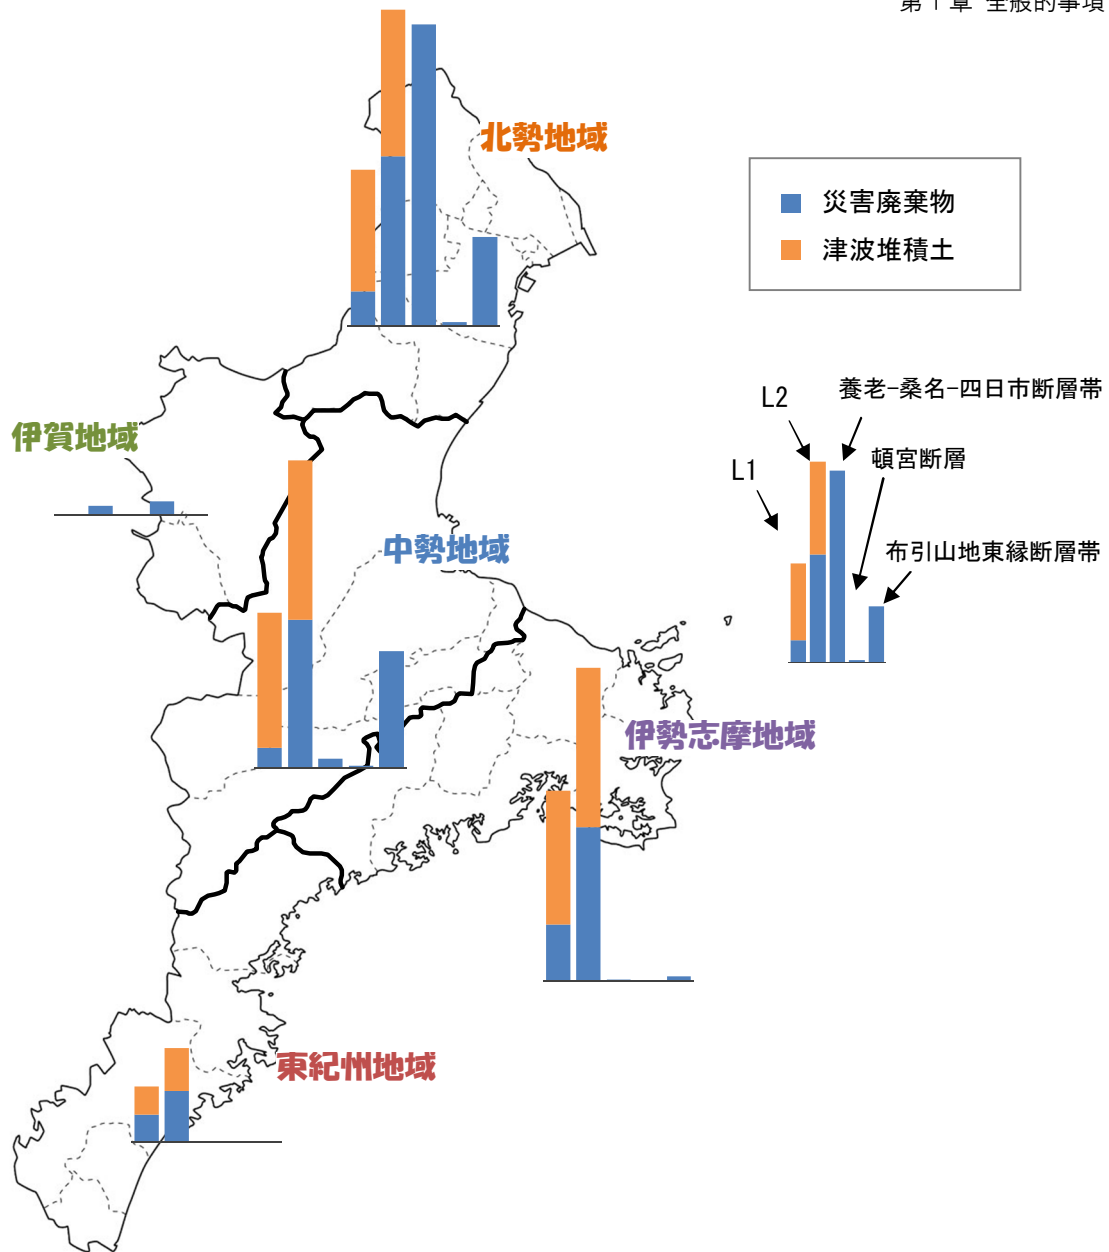 第1章 全般的事項
北勢地域
災害廃棄物
津波堆積土
養老-桑名-四日市断層帯
L2
頓宮断層
L1
布引山地東縁断層帯
伊賀地域
中勢地域
伊勢志摩地域
東紀州地域